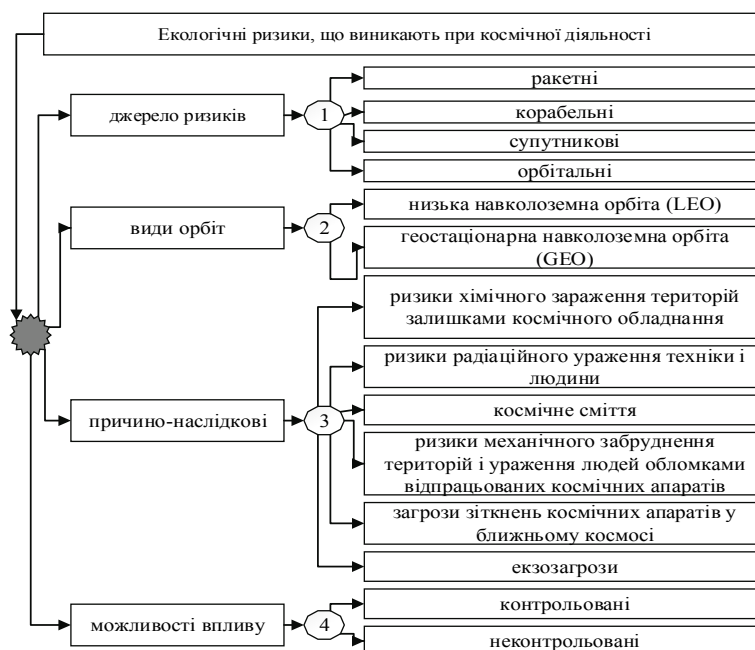 Екологічні ризики, що виникають при космічної діяльності
джерело ризиків
1
ракетні
корабельні
супутникові
орбітальні
види орбіт
2
низька навколоземна орбіта (LEO)
геостаціонарна навколоземна орбіта
(GEO)
причино-наслідкові
3
ризики хімічного зараження територій
залишками космічного обладнання
ризики радіаційного ураження техніки і
людини
космічне сміття
ризики механічного забруднення
територій і ураження людей обломками
відпрацьованих космічних апаратів
загрози зіткнень космічних апаратів у
ближньому космосі
екзозагрози
можливості впливу
4
контрольовані
неконтрольовані